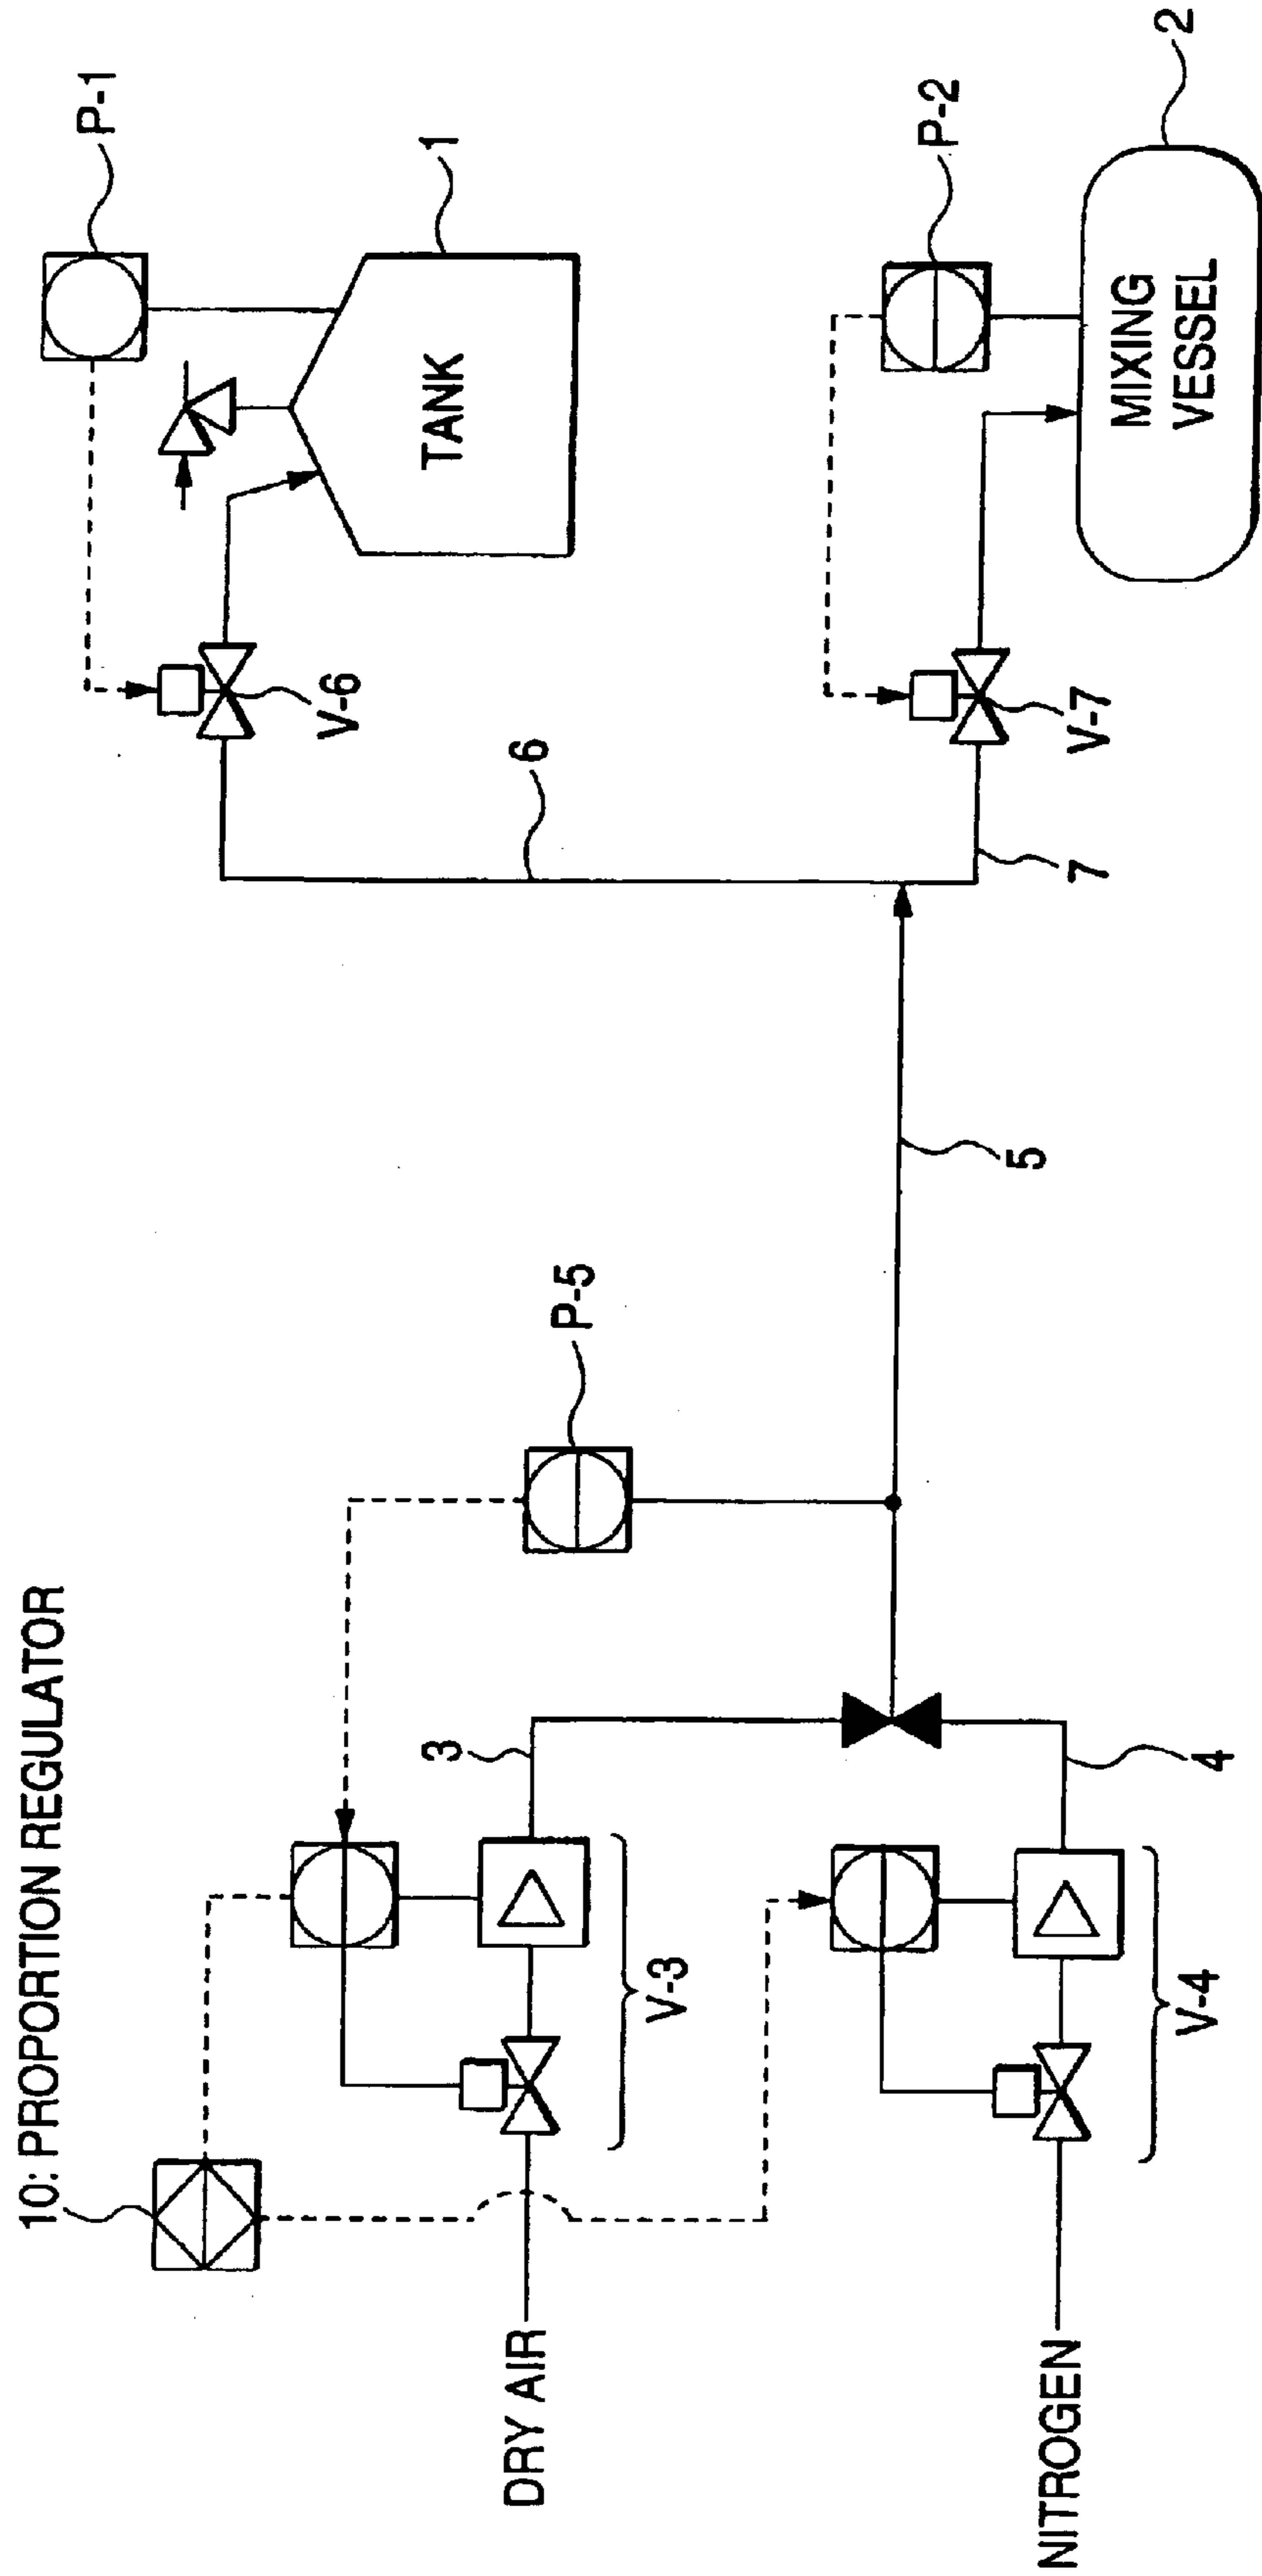 10: PROPORTION REGULATOR
P-1
1
TANK
V-6
6
P-5
3
DRY AIR
V-3
5
P-2
MIXING
VESSEL
2
V-7
7
4
V-4
NITROGEN